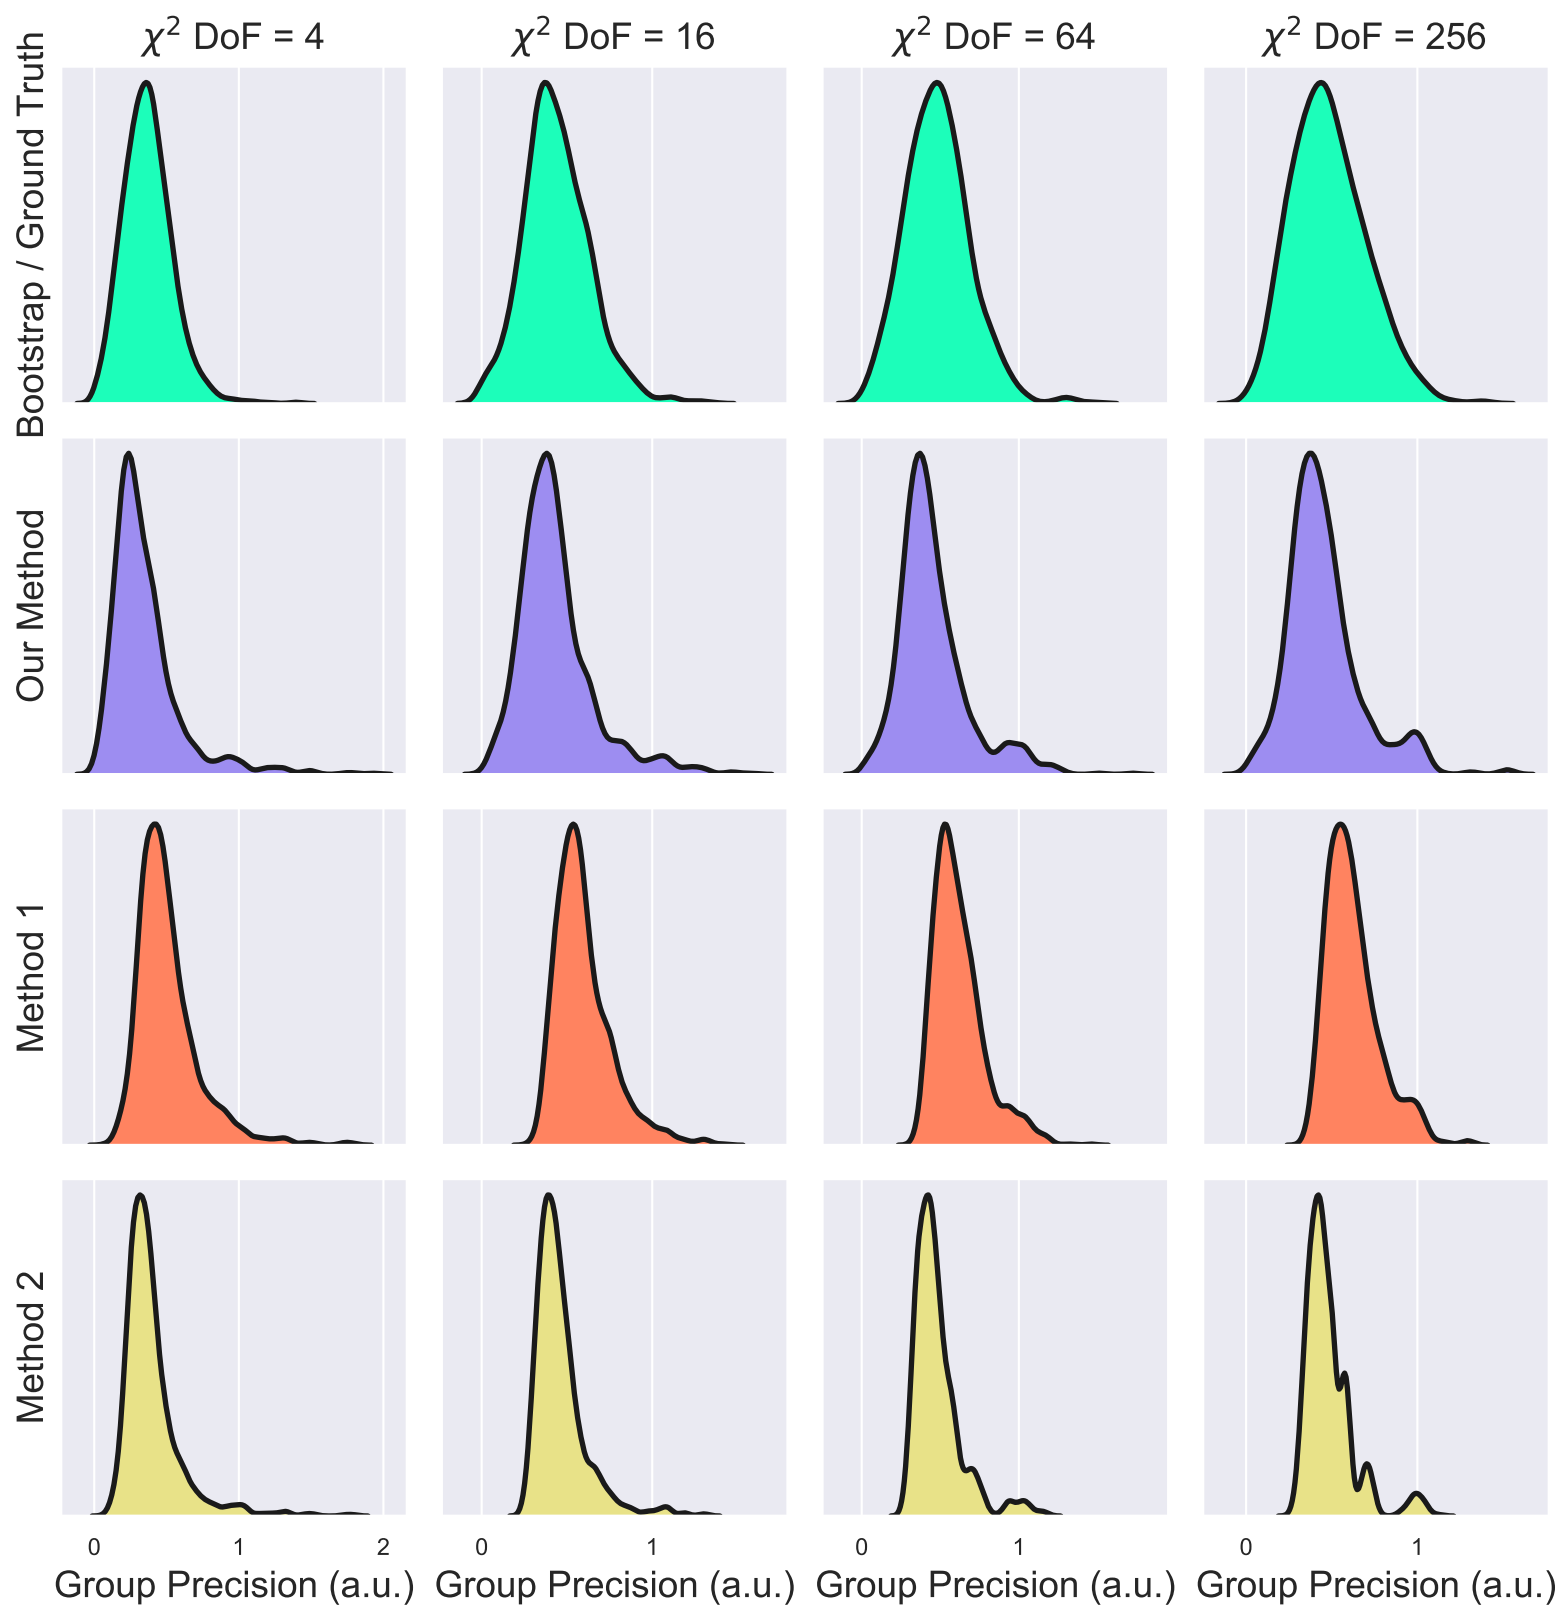 χ² DoF = 4
χ² DoF = 16
χ² DoF = 64
χ² DoF = 256
Bootstrap / Ground Truth
Our Method
Method 1
Method 2
0 1 2
0 1
0 1
0 1
Group Precision (a.u.)
Group Precision (a.u.)
Group Precision (a.u.)
Group Precision (a.u.)